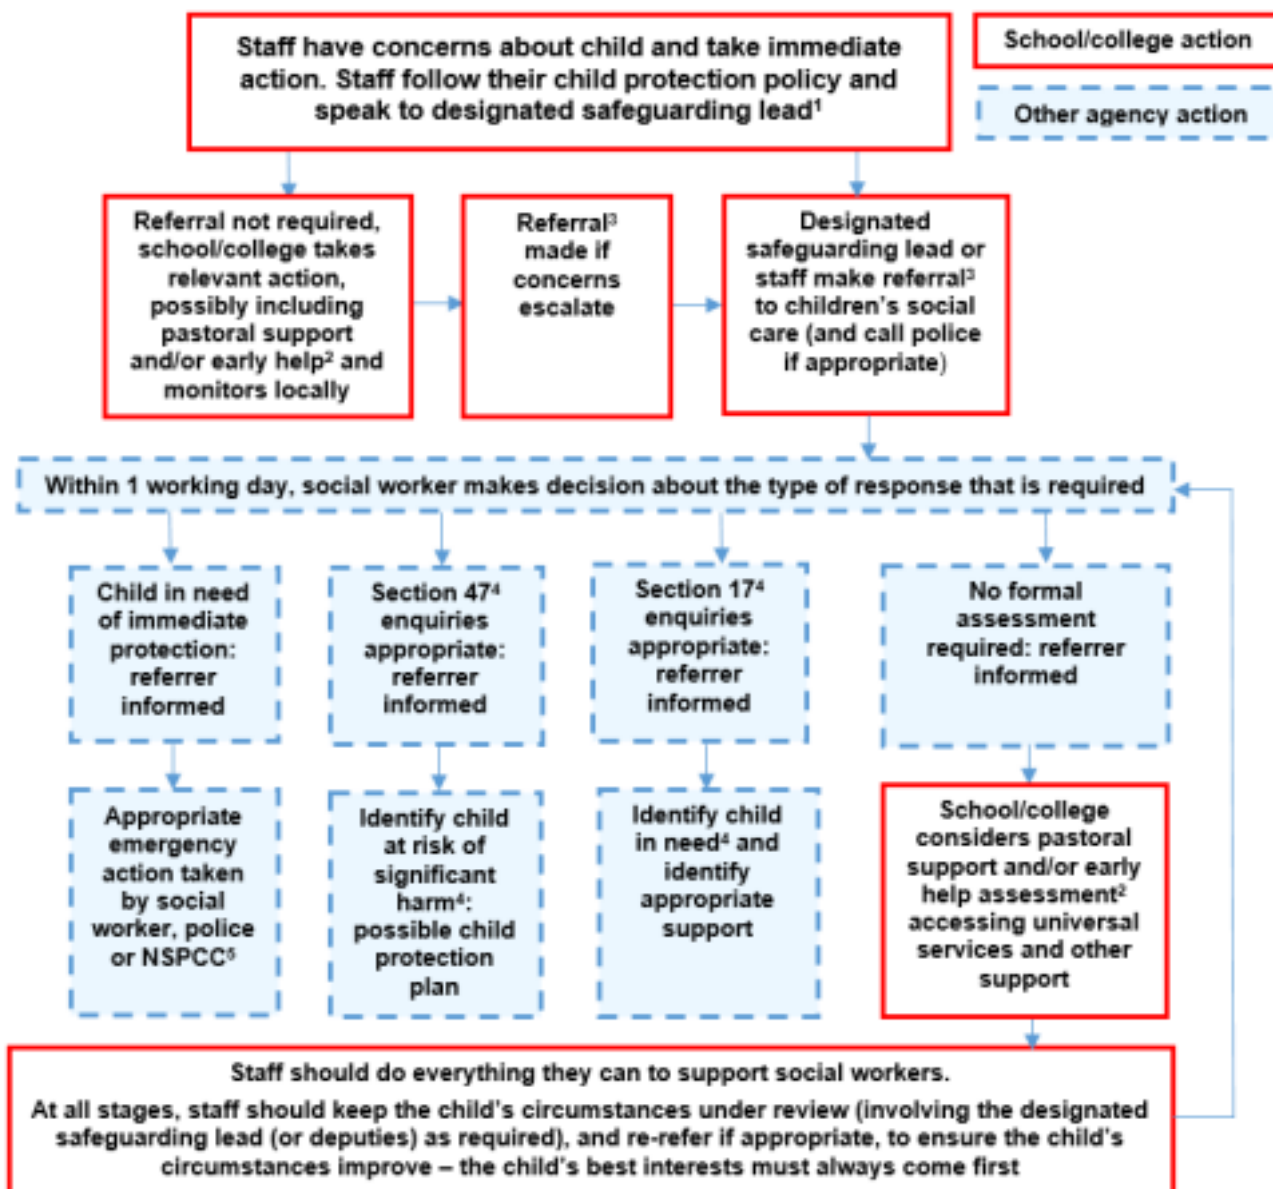 Staff have concerns about child and take immediate
action. Staff follow their child protection policy and
speak to designated safeguarding lead¹
School/college action
Other agency action
Referral not required,
school/college takes
relevant action,
possibly including
pastoral support
and/or early help² and
monitors locally
Referral³
made if
concerns
escalate
Designated
safeguarding lead or
staff make referral³
to children's social
care (and call police
if appropriate)
Within 1 working day, social worker makes decision about the type of response that is required
Child in need
of immediate
protection:
referrer
informed
Section 47⁴
enquiries
appropriate:
referrer
informed
Section 17⁴
enquiries
appropriate:
referrer
informed
No formal
assessment
required: referrer
informed
Appropriate
emergency
action taken
by social
worker, police
or NSPCC⁵
Identify child
at risk of
significant
harm⁴:
possible child
protection
plan
Identify child
in need⁴ and
identify
appropriate
support
School/college
considers pastoral
support and/or early
help assessment²
accessing universal
services and other
support
Staff should do everything they can to support social workers.
At all stages, staff should keep the child's circumstances under review (involving the designated
safeguarding lead (or deputies) as required), and re-refer if appropriate, to ensure the child's
circumstances improve – the child's best interests must always come first